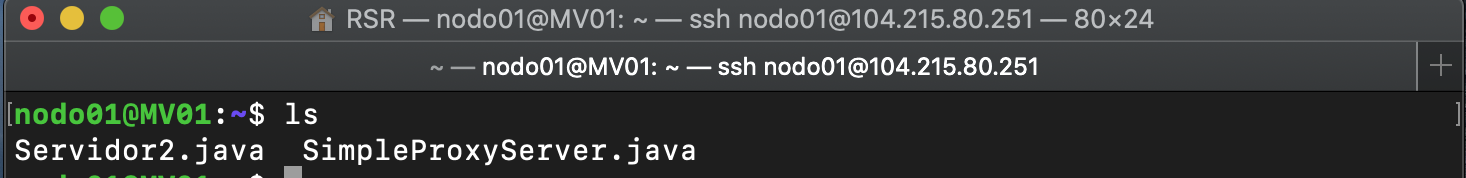 RSR — nodo01@MV01: ~ — ssh nodo01@104.215.80.251 — 80×24
~ — nodo01@MV01: ~ — ssh nodo01@104.215.80.251
[nodo01@MV01:~$ ls ]
Servidor2.java  SimpleProxyServer.java